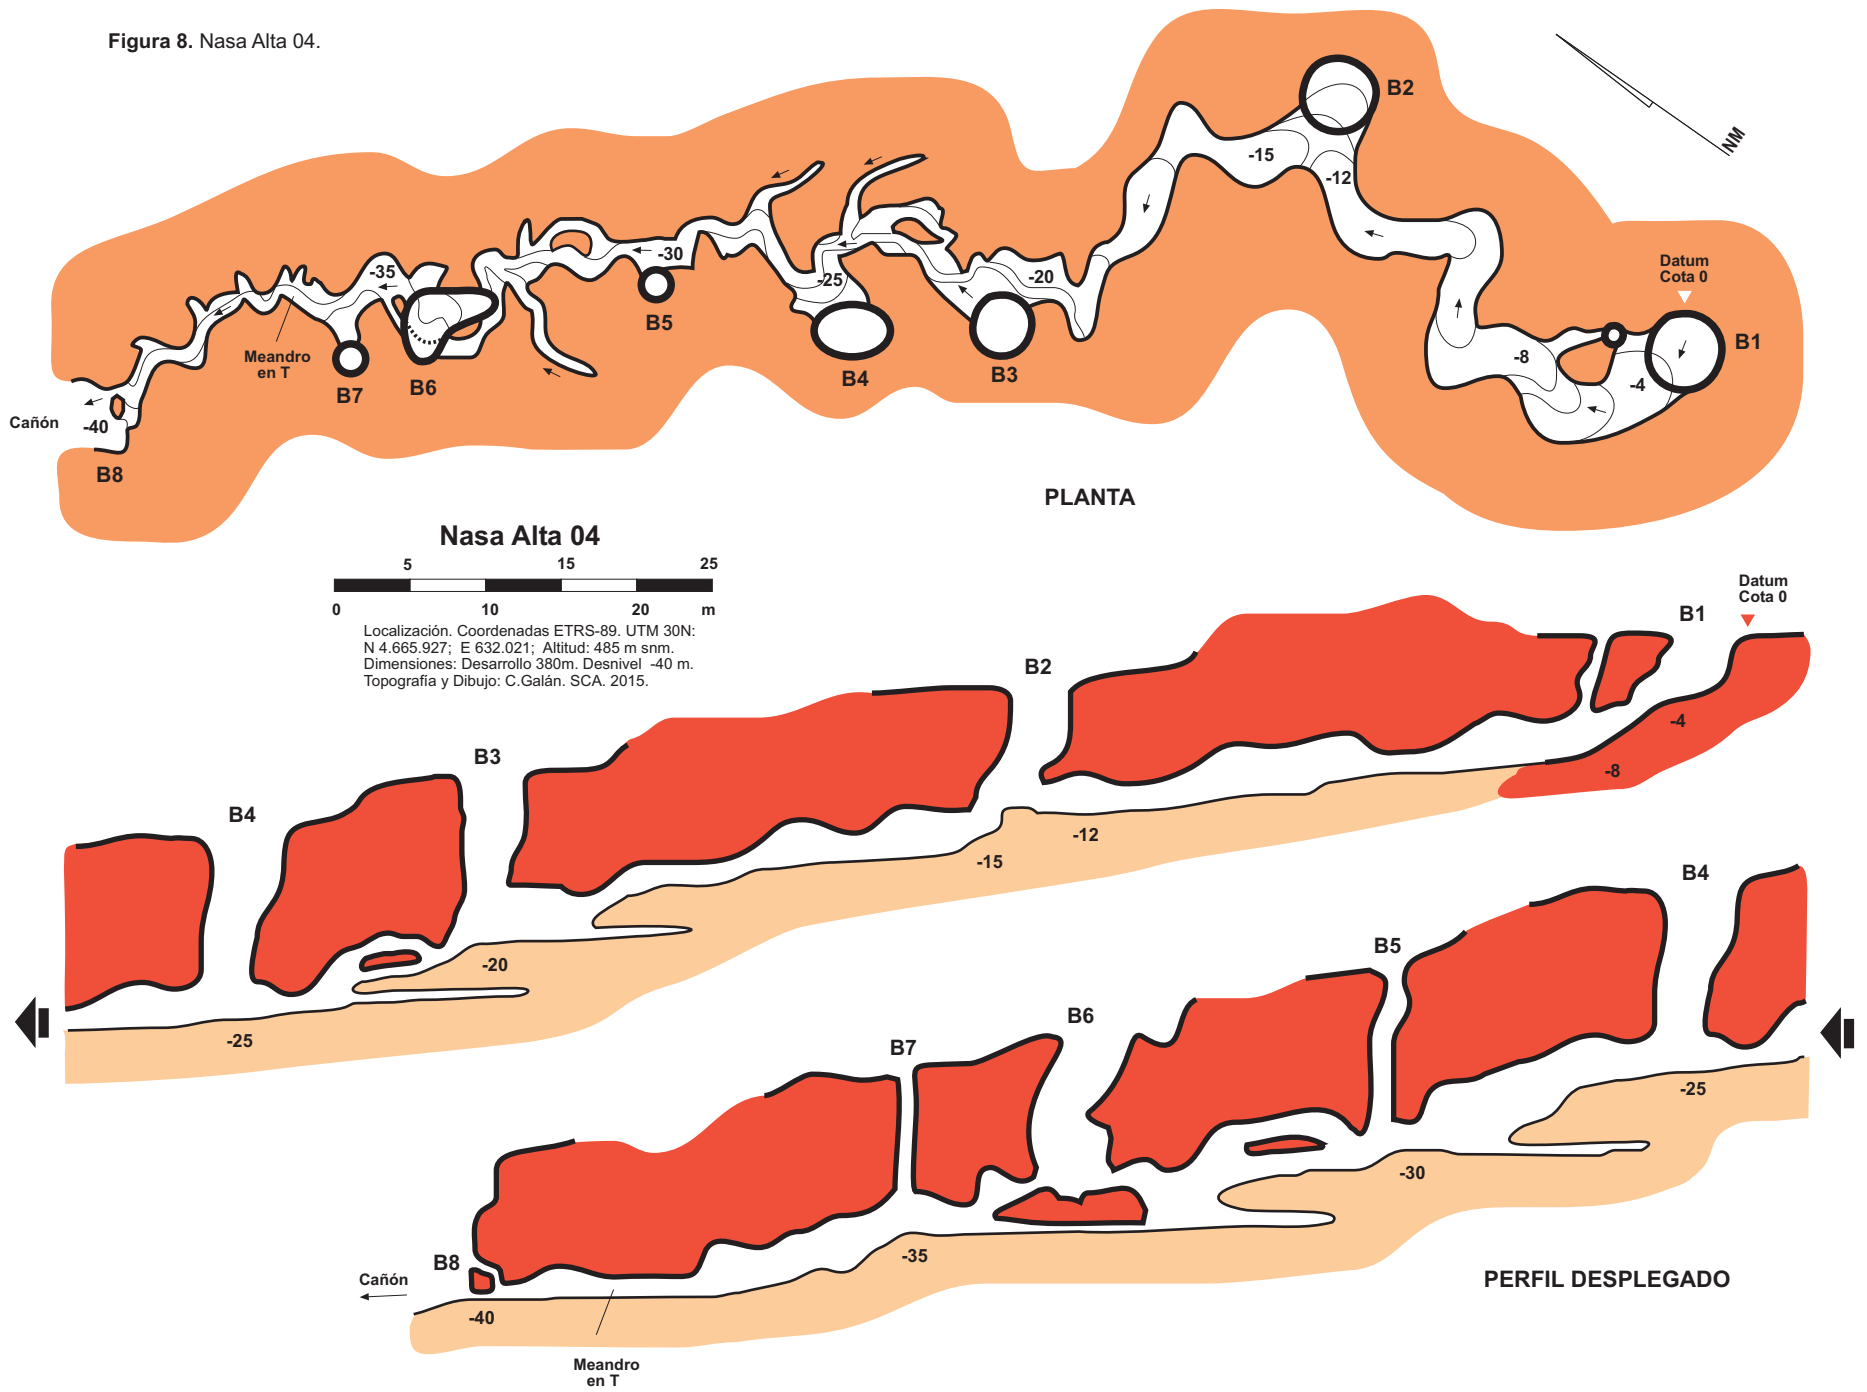 Figura 8. Nasa Alta 04.
B2
NM
-15
-12
Datum
Cota 0
B1
-8
-4
-20
-25
-30
-35
B3
B4
B5
B6
B7
Meandro
en T
Cañón
-40
B8
PLANTA
Nasa Alta 04
5 15 25
0 10 20 m
Localización. Coordenadas ETRS-89. UTM 30N:
N 4.665.927; E 632.021; Altitud: 485 m snm.
Dimensiones: Desarrollo 380m. Desnivel -40 m.
Topografia y Dibujo: C.Galán. SCA. 2015.
Datum
Cota 0
B1
B2
-4
-8
B3
B4
-12
-15
-20
-25
B4
B5
B6
B7
-25
-30
-35
B8
Cañón
-40
PERFIL DESPLEGADO
Meandro
en T